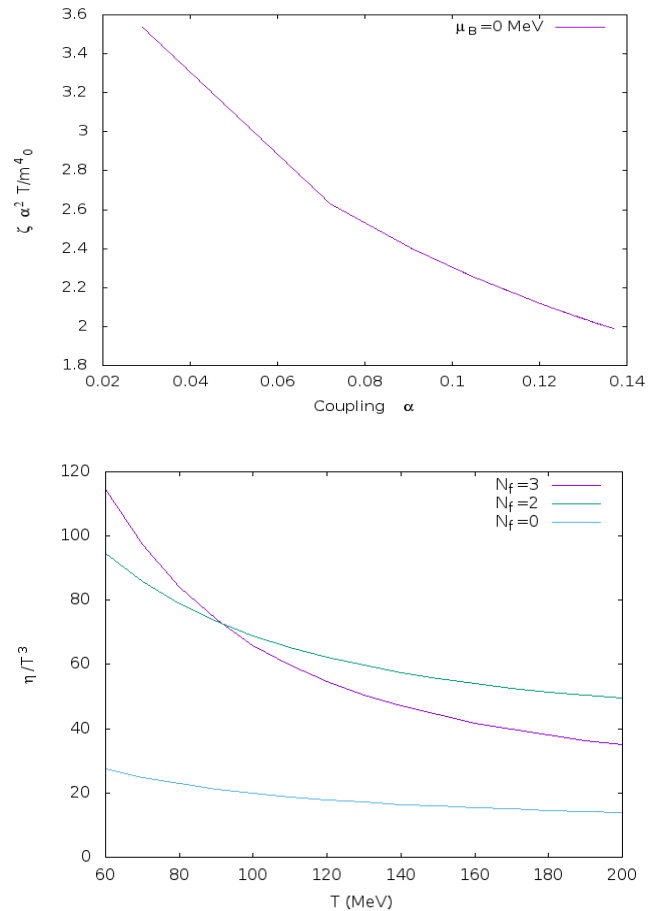 3.6
3.4
3.2
3
2.8
2.6
2.4
2.2
2
1.8
ζ α² T/m⁴₀
μ_B=0 MeV
0.02 0.04 0.06 0.08 0.1 0.12 0.14
Coupling α
120
100
80
60
40
20
0
η/T³
N_f=3
N_f=2
N_f=0
60 80 100 120 140 160 180 200
T (MeV)